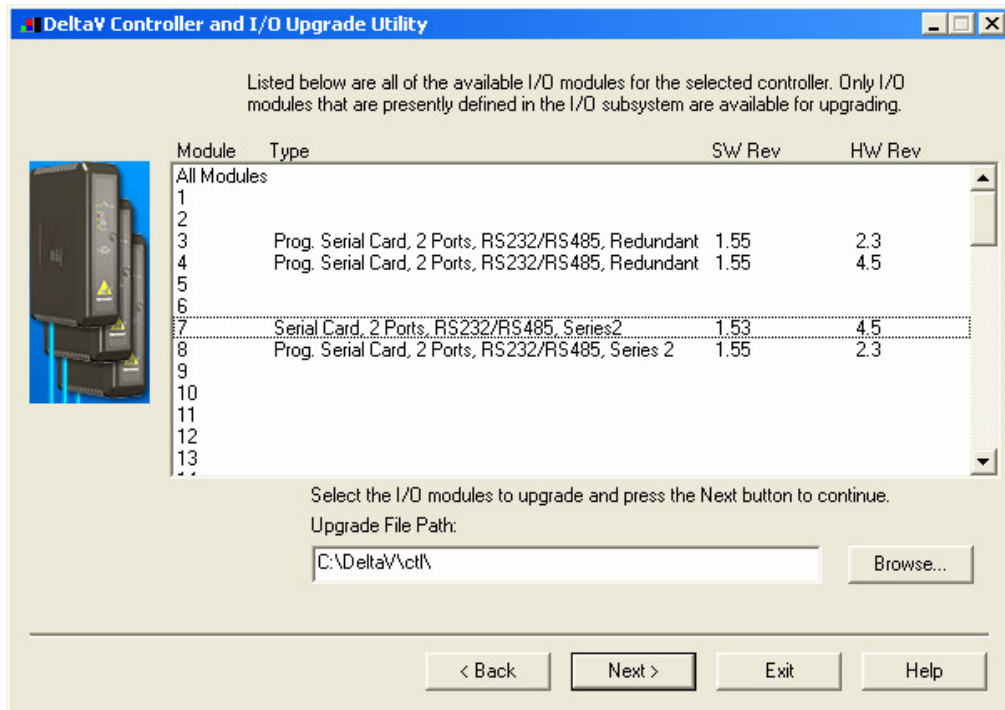 DeltaV Controller and I/O Upgrade Utility
Listed below are all of the available I/O modules for the selected controller. Only I/O
modules that are presently defined in the I/O subsystem are available for upgrading.
Module Type SW Rev HW Rev
All Modules
1
2
3 Prog. Serial Card, 2 Ports, RS232/RS485, Redundant 1.55 2.3
4 Prog. Serial Card, 2 Ports, RS232/RS485, Redundant 1.55 4.5
5
6
7 Serial Card, 2 Ports, RS232/RS485, Series2 1.53 4.5
8 Prog. Serial Card, 2 Ports, RS232/RS485, Series 2 1.55 2.3
9
10
11
12
13
Select the I/O modules to upgrade and press the Next button to continue.
Upgrade File Path:
C:\DeltaV\ctl\
Browse...
< Back Next > Exit Help